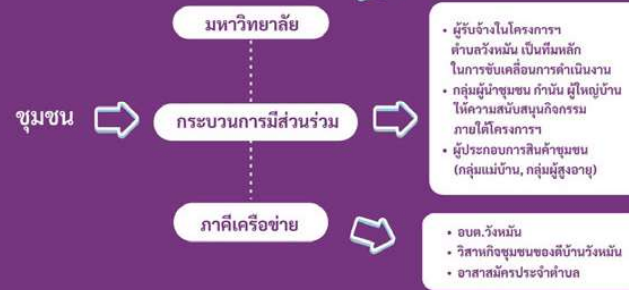 มหาวิทยาลัย
ชุมชน
กระบวนการมีส่วนร่วม
• ผู้รับจ้างในโครงการฯ
ตำบลวังหมัน เป็นทีมหลัก
ในการขับเคลื่อนการดำเนินงาน
• กลุ่มผู้นำชุมชน กำนัน ผู้ใหญ่บ้าน
ให้ความสนับสนุนกิจกรรม
ภายใต้โครงการฯ
• ผู้ประกอบการสินค้าชุมชน
(กลุ่มแม่บ้าน, กลุ่มผู้สูงอายุ)
ภาคีเครือข่าย
• อบต.วังหมัน
• วิสาหกิจชุมชนของดีบ้านวังหมัน
• อาสาสมัครประจำตำบล